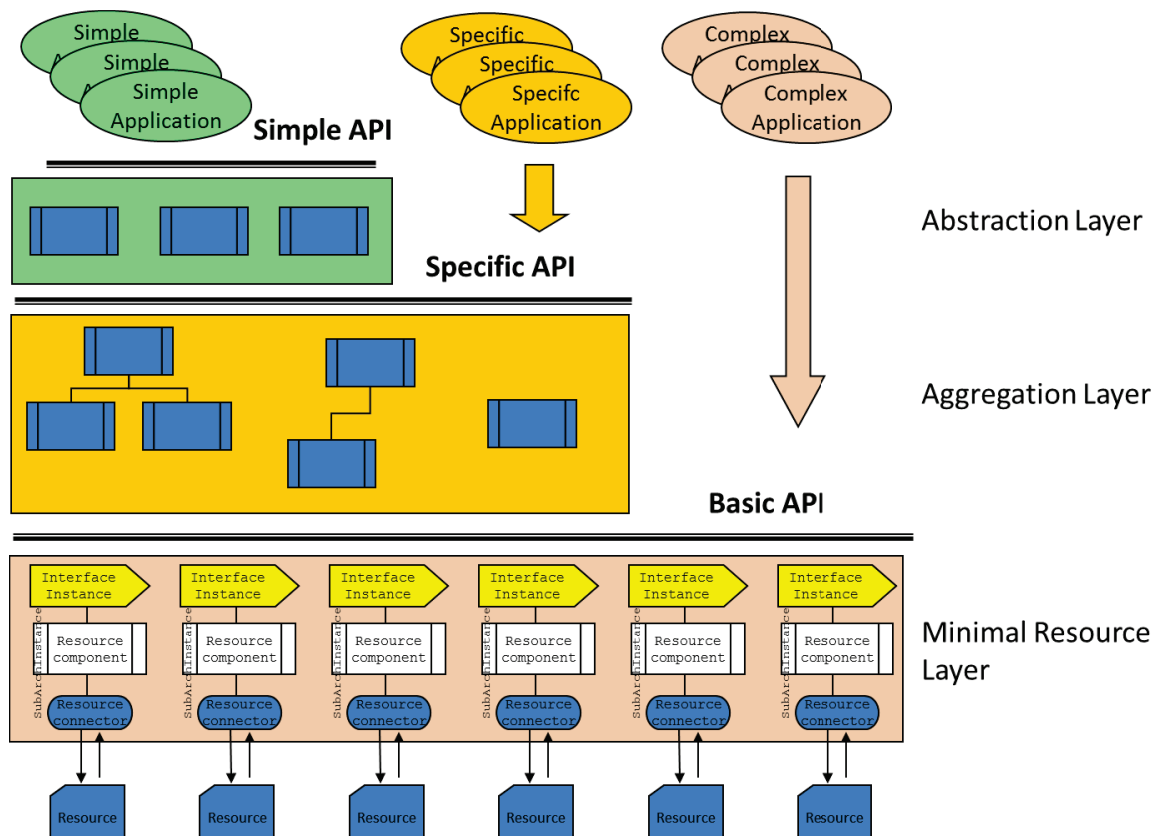 Simple
A
Simple
A
Simple
Application
Specific
A
Specific
A
Specifc
Application
Complex
A
Complex
A
Complex
Application
Simple API
Abstraction Layer
Specific API
Aggregation Layer
Basic API
Interface
Instance
Interface
Instance
Interface
Instance
Interface
Instance
Interface
Instance
Interface
Instance
SubArchInstance
Resource
component
SubArchInstance
Resource
component
SubArchInstance
Resource
component
SubArchInstance
Resource
component
SubArchInstance
Resource
component
SubArchInstance
Resource
component
Minimal Resource
Layer
Resource
connector
Resource
connector
Resource
connector
Resource
connector
Resource
connector
Resource
connector
Resource
Resource
Resource
Resource
Resource
Resource